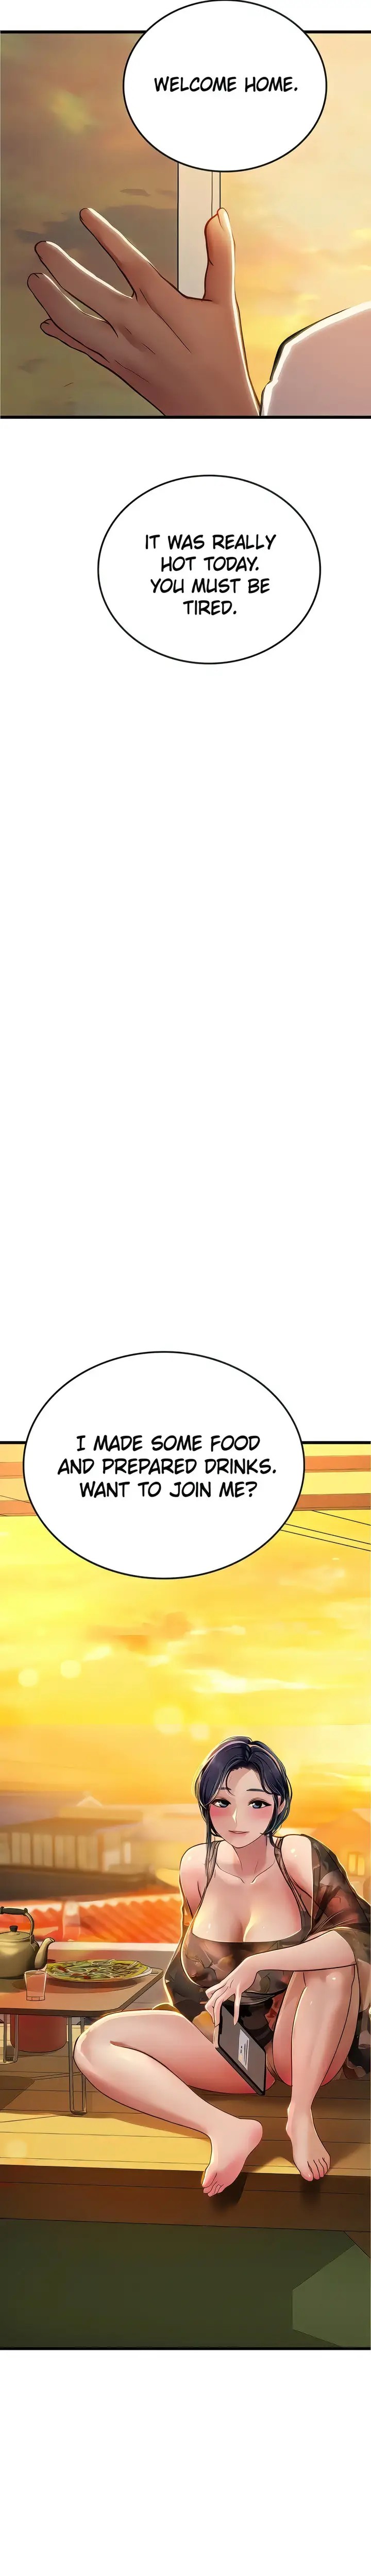 WELCOME HOME.
IT WAS REALLY
HOT TODAY.
YOU MUST BE
TIRED.
I MADE SOME FOOD
AND PREPARED DRINKS.
WANT TO JOIN ME?